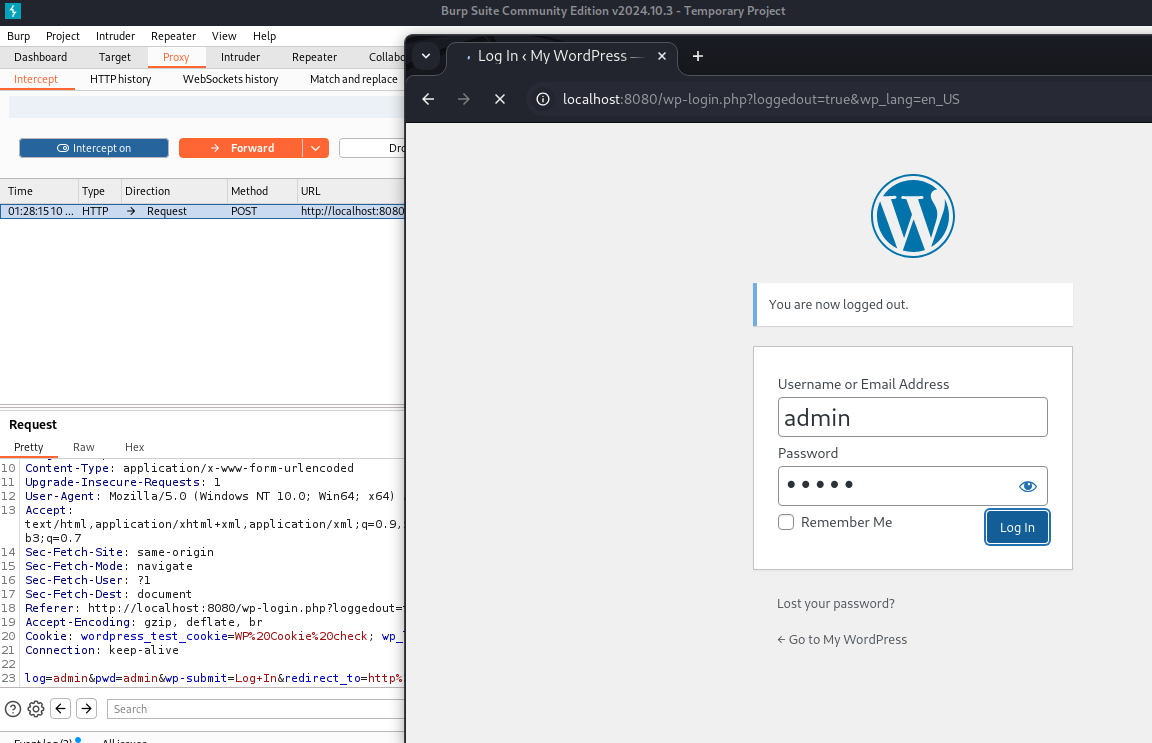 Burp Suite Community Edition v2024.10.3 - Temporary Project
Burp Project Intruder Repeater View Help
Dashboard Target Proxy Intruder Repeater
Intercept HTTP history WebSockets history Match and replace
Intercept on Forward
Time Type Direction Method URL
01:28:15 10 ... HTTP Request POST http://localhost:8080
Request
Pretty Raw Hex
10 Content-Type: application/x-www-form-urlencoded
11 Upgrade-Insecure-Requests: 1
12 User-Agent: Mozilla/5.0 (Windows NT 10.0; Win64; x64)
13 Accept:
text/html,application/xhtml+xml,application/xml;q=0.9,
b3;q=0.7
14 Sec-Fetch-Site: same-origin
15 Sec-Fetch-Mode: navigate
16 Sec-Fetch-User: ?1
17 Sec-Fetch-Dest: document
18 Referer: http://localhost:8080/wp-login.php?loggedout=
19 Accept-Encoding: gzip, deflate, br
20 Cookie: wordpress_test_cookie=WP%20Cookie%20check;
21 Connection: keep-alive
22
23 log=admin&pwd=admin&wp-submit=Log+In&redirect_to=http%
Search
Log In ‹ My WordPress —
localhost:8080/wp-login.php?loggedout=true&wp_lang=en_US
You are now logged out.
Username or Email Address
admin
Password
•••••
Remember Me
Log In
Lost your password?
← Go to My WordPress